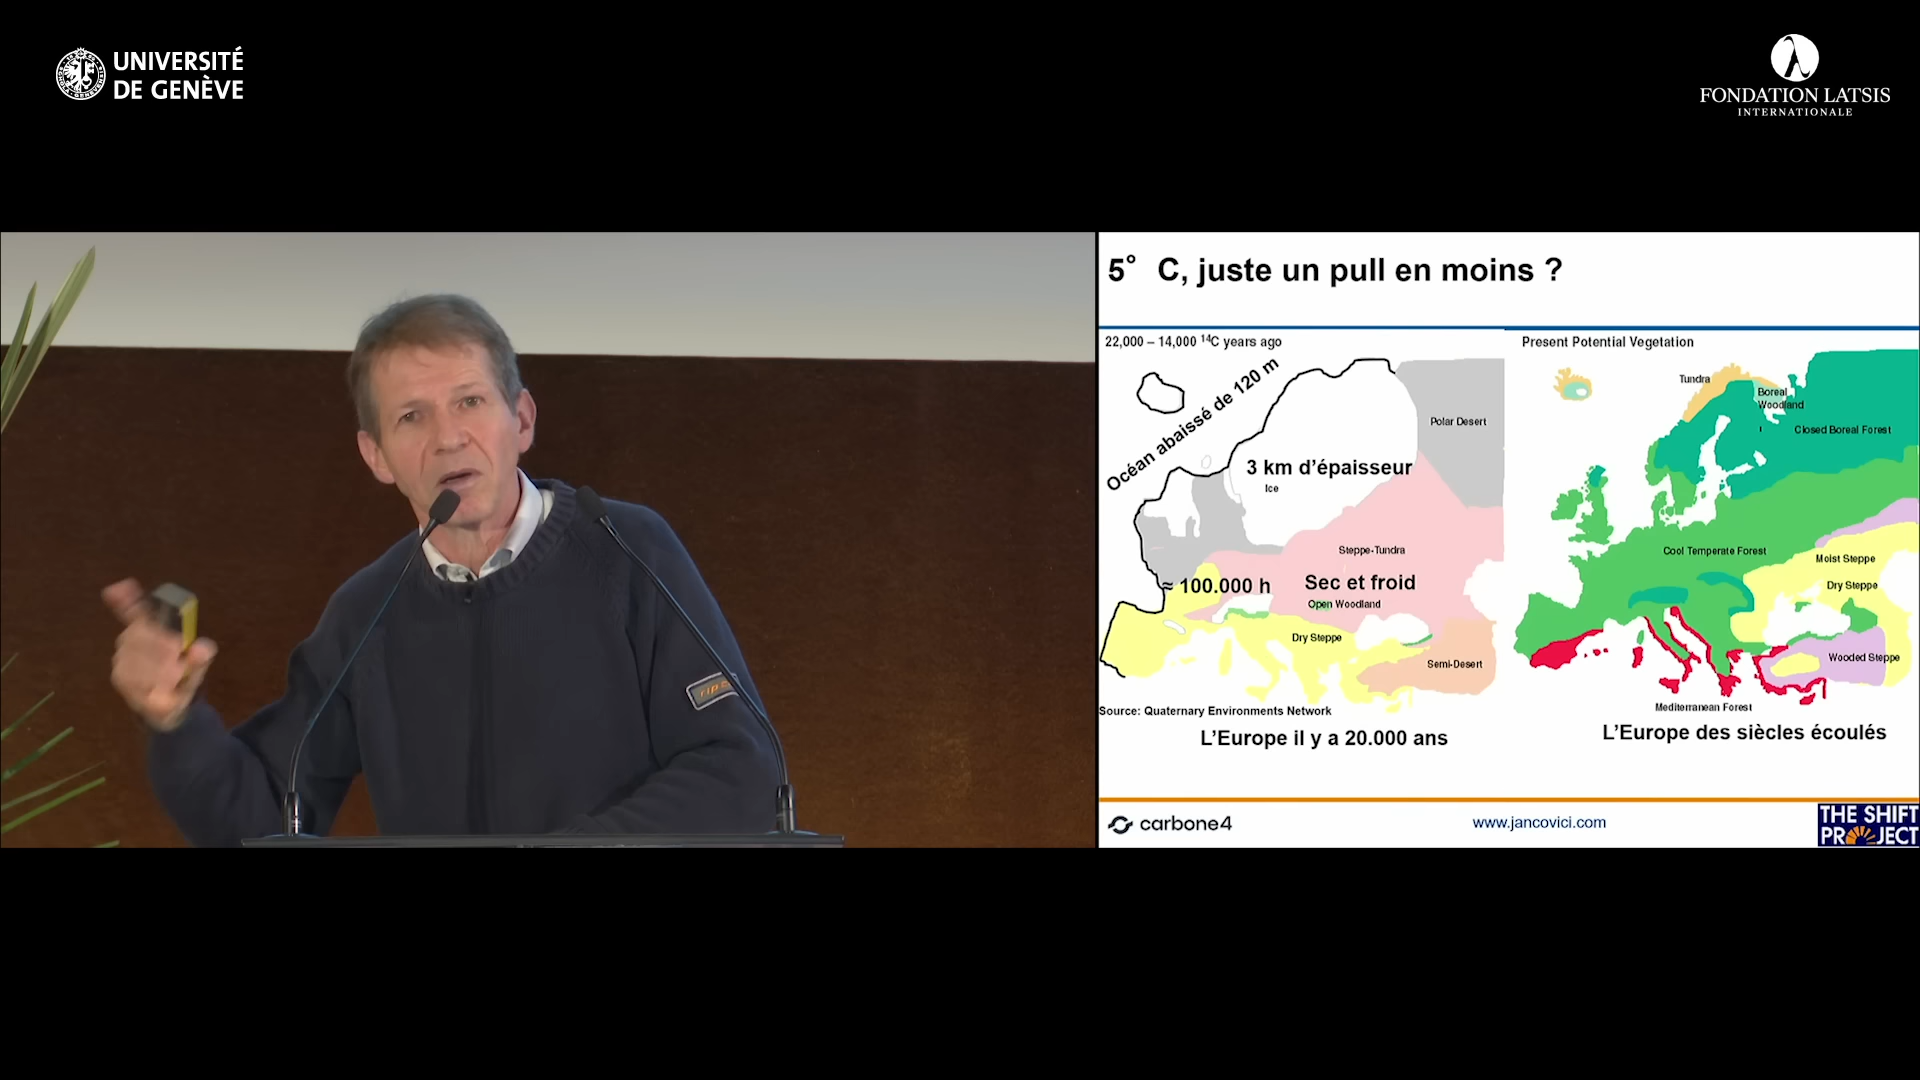 UNIVERSITÉ
DE GENÈVE
FONDATION LATSIS
INTERNATIONALE
5° C, juste un pull en moins ?
22,000 – 14,000 ¹⁴C years ago
Océan abaissé de 120 m
Polar Desert
3 km d'épaisseur
Ice
Steppe-Tundra
≈ 100.000 h
Sec et froid
Open Woodland
Dry Steppe
Semi-Desert
Source: Quaternary Environments Network
L'Europe il y a 20.000 ans
Present Potential Vegetation
Tundra
Boreal
Woodland
Closed Boreal Forest
Cool Temperate Forest
Moist Steppe
Dry Steppe
Wooded Steppe
Mediterranean Forest
L'Europe des siècles écoulés
carbone4
www.jancovici.com
THE SHIFT
PROJECT